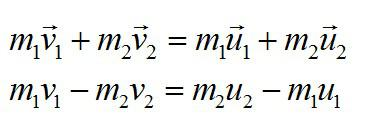 m₁v⃗₁ + m₂v⃗₂ = m₁u⃗₁ + m₂u⃗₂
m₁v₁ − m₂v₂ = m₂u₂ − m₁u₁